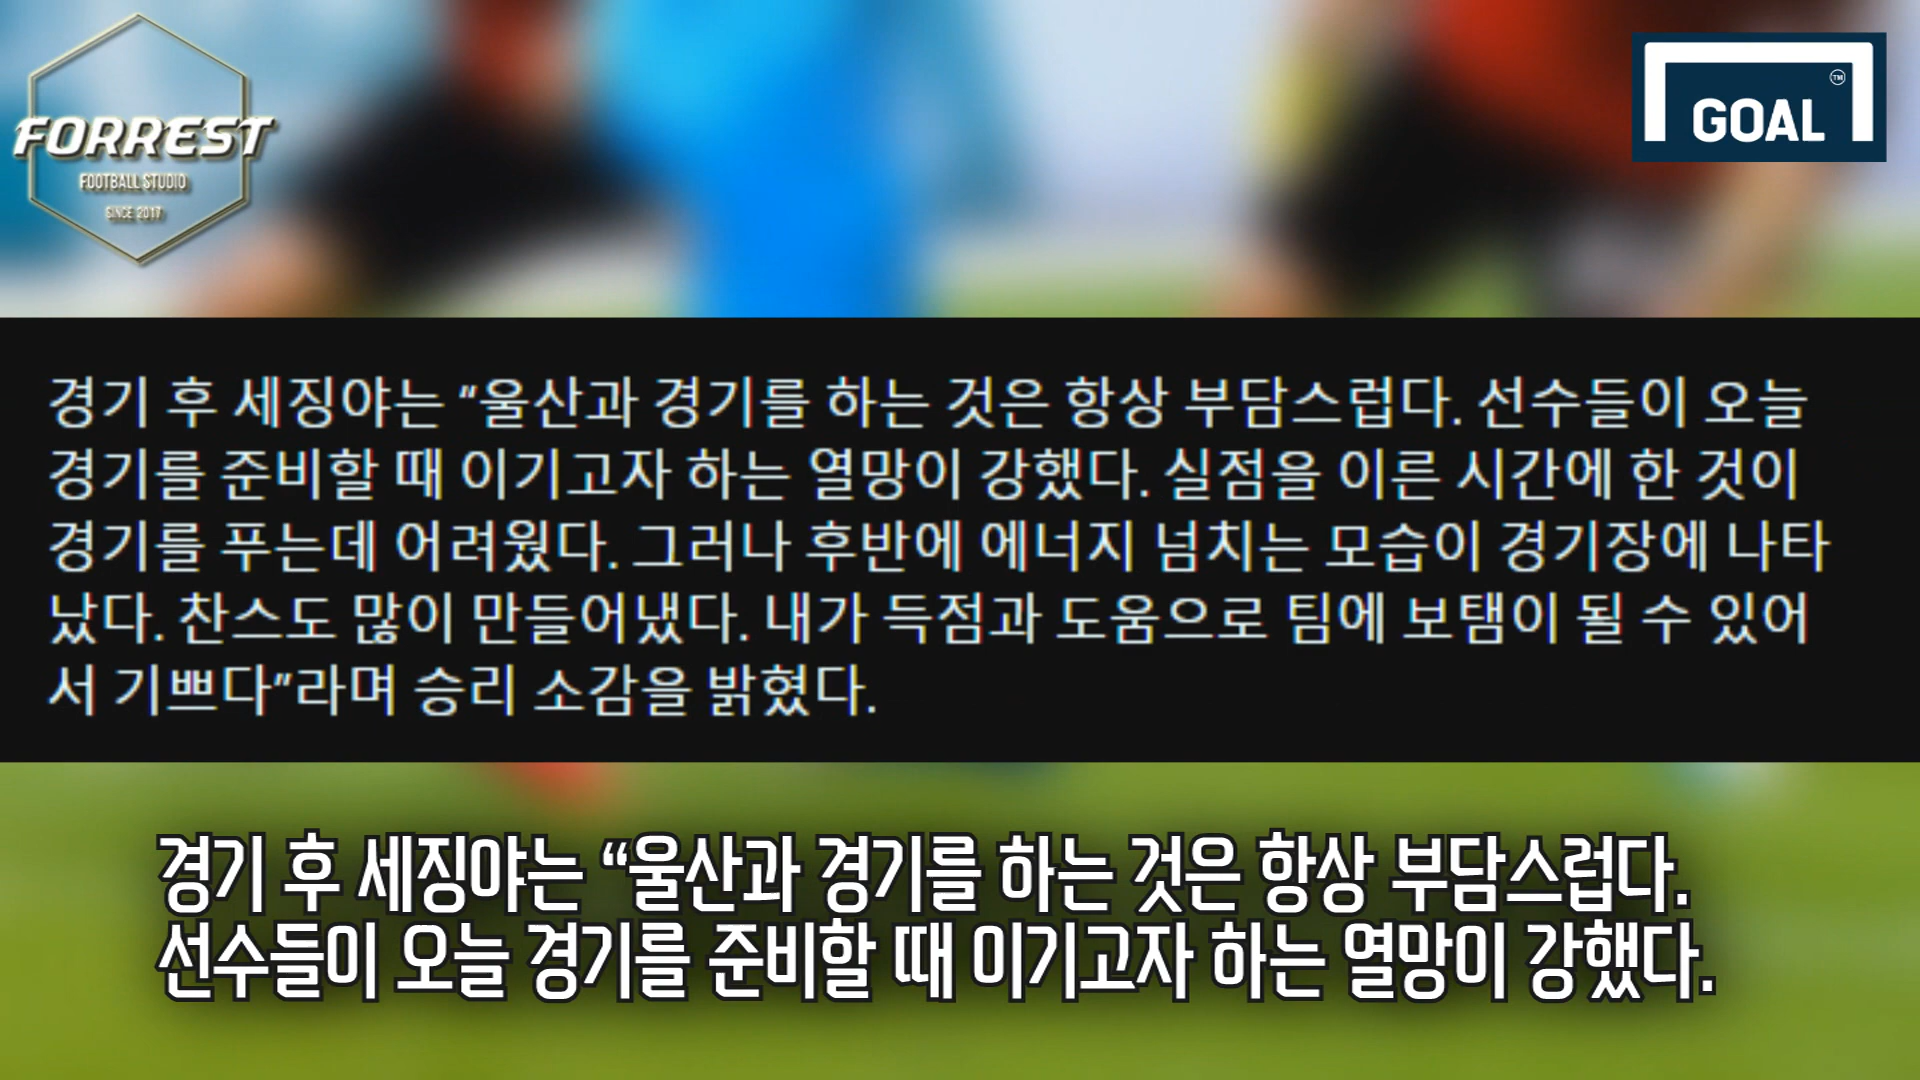 FORREST
FOOTBALL STUDIO
SINCE 2017
GOAL
TM
경기 후 세징야는 “울산과 경기를 하는 것은 항상 부담스럽다. 선수들이 오늘
경기를 준비할 때 이기고자 하는 열망이 강했다. 실점을 이른 시간에 한 것이
경기를 푸는데 어려웠다. 그러나 후반에 에너지 넘치는 모습이 경기장에 나타
났다. 찬스도 많이 만들어냈다. 내가 득점과 도움으로 팀에 보탬이 될 수 있어
서 기쁘다”라며 승리 소감을 밝혔다.
경기 후 세징야는 “울산과 경기를 하는 것은 항상 부담스럽다.
선수들이 오늘 경기를 준비할 때 이기고자 하는 열망이 강했다.